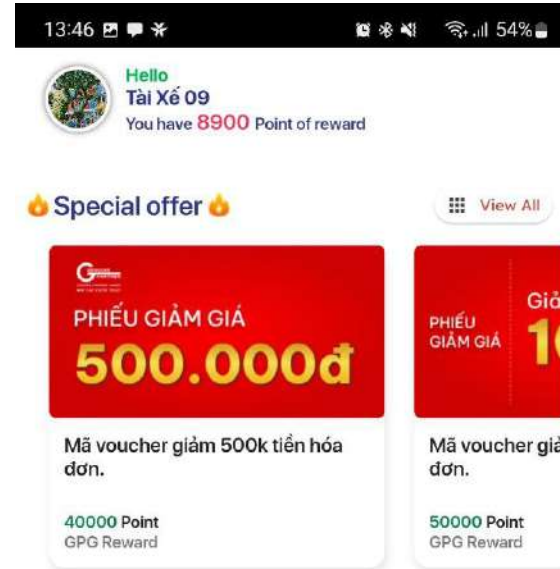 13:46
54%
Hello
Tài Xế 09
You have 8900 Point of reward
Special offer
View All
PHIẾU GIẢM GIÁ
500.000đ
Mã voucher giảm 500k tiền hóa
đơn.
40000 Point
GPG Reward
PHIẾU
GIẢM GIÁ
Mã voucher
đơn.
50000 Point
GPG Reward